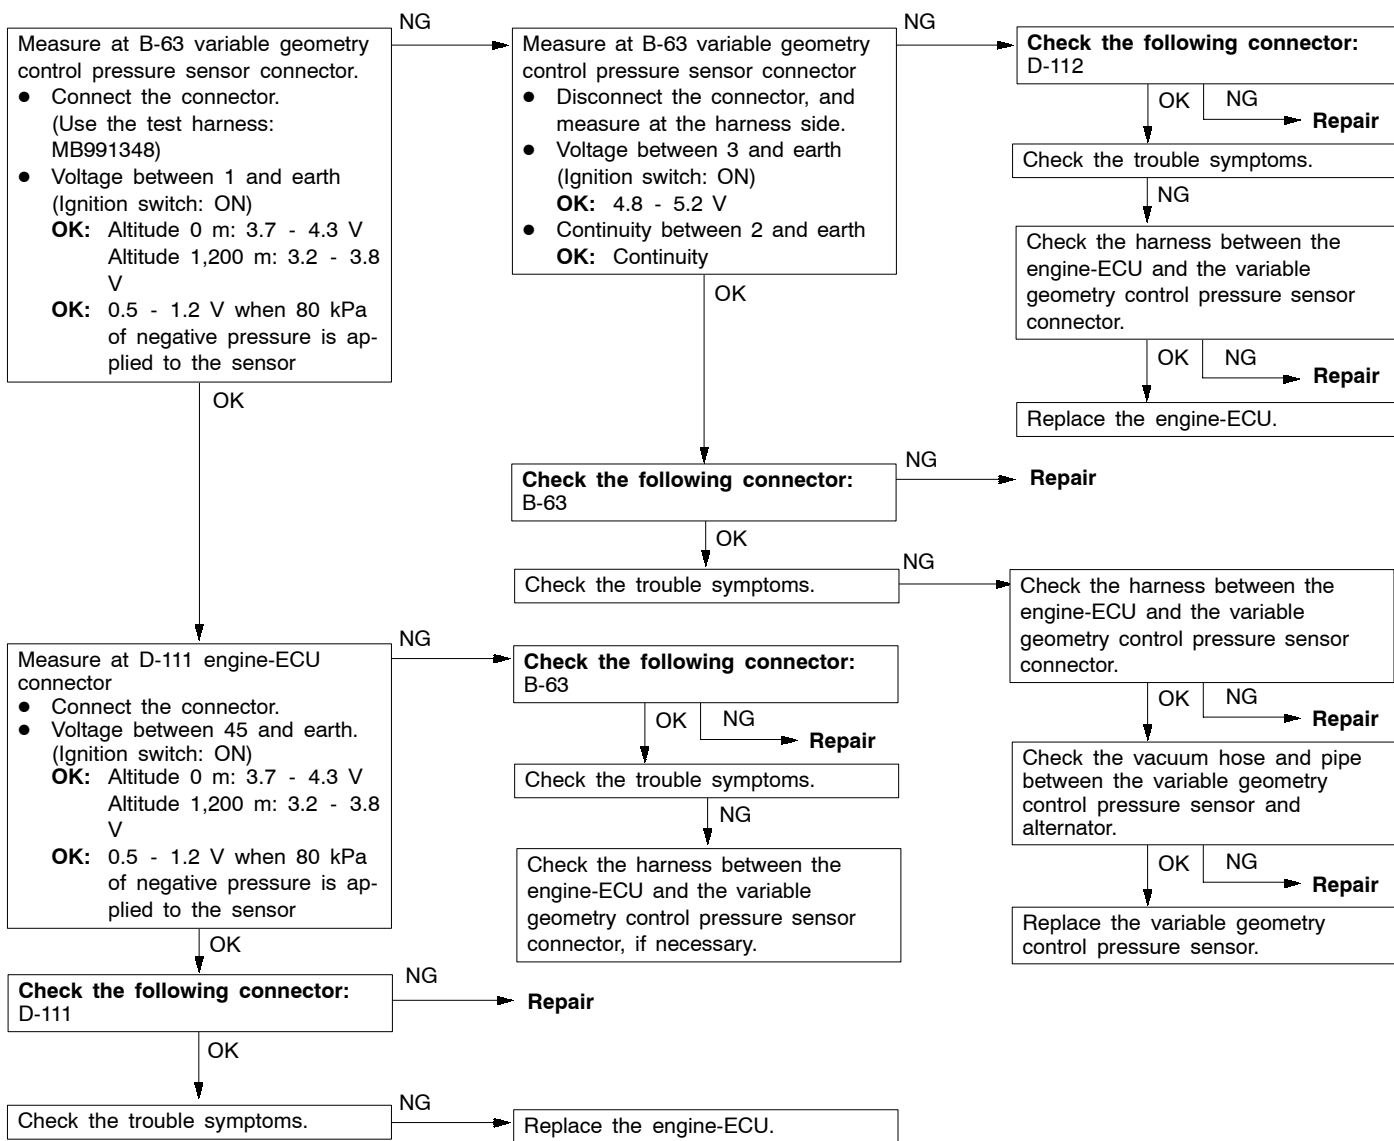 NG
Measure at B-63 variable geometry
control pressure sensor connector.
● Connect the connector.
(Use the test harness:
MB991348)
● Voltage between 1 and earth
(Ignition switch: ON)
OK: Altitude 0 m: 3.7 - 4.3 V
Altitude 1,200 m: 3.2 - 3.8
V
OK: 0.5 - 1.2 V when 80 kPa
of negative pressure is ap-
plied to the sensor
OK
NG
Measure at B-63 variable geometry
control pressure sensor connector
● Disconnect the connector, and
measure at the harness side.
● Voltage between 3 and earth
(Ignition switch: ON)
OK: 4.8 - 5.2 V
● Continuity between 2 and earth
OK: Continuity
OK
Check the following connector:
D-112
OK
NG
Repair
Check the trouble symptoms.
NG
Check the harness between the
engine-ECU and the variable
geometry control pressure sensor
connector.
OK
NG
Repair
Replace the engine-ECU.
Check the following connector:
B-63
NG
Repair
OK
Check the trouble symptoms.
NG
Check the harness between the
engine-ECU and the variable
geometry control pressure sensor
connector.
OK
NG
Repair
Check the vacuum hose and pipe
between the variable geometry
control pressure sensor and
alternator.
OK
NG
Repair
Replace the variable geometry
control pressure sensor.
Measure at D-111 engine-ECU
connector
● Connect the connector.
● Voltage between 45 and earth.
(Ignition switch: ON)
OK: Altitude 0 m: 3.7 - 4.3 V
Altitude 1,200 m: 3.2 - 3.8
V
OK: 0.5 - 1.2 V when 80 kPa
of negative pressure is ap-
plied to the sensor
NG
Check the following connector:
B-63
OK
NG
Repair
Check the trouble symptoms.
NG
Check the harness between the
engine-ECU and the variable
geometry control pressure sensor
connector, if necessary.
OK
Check the following connector:
D-111
NG
Repair
OK
Check the trouble symptoms.
NG
Replace the engine-ECU.